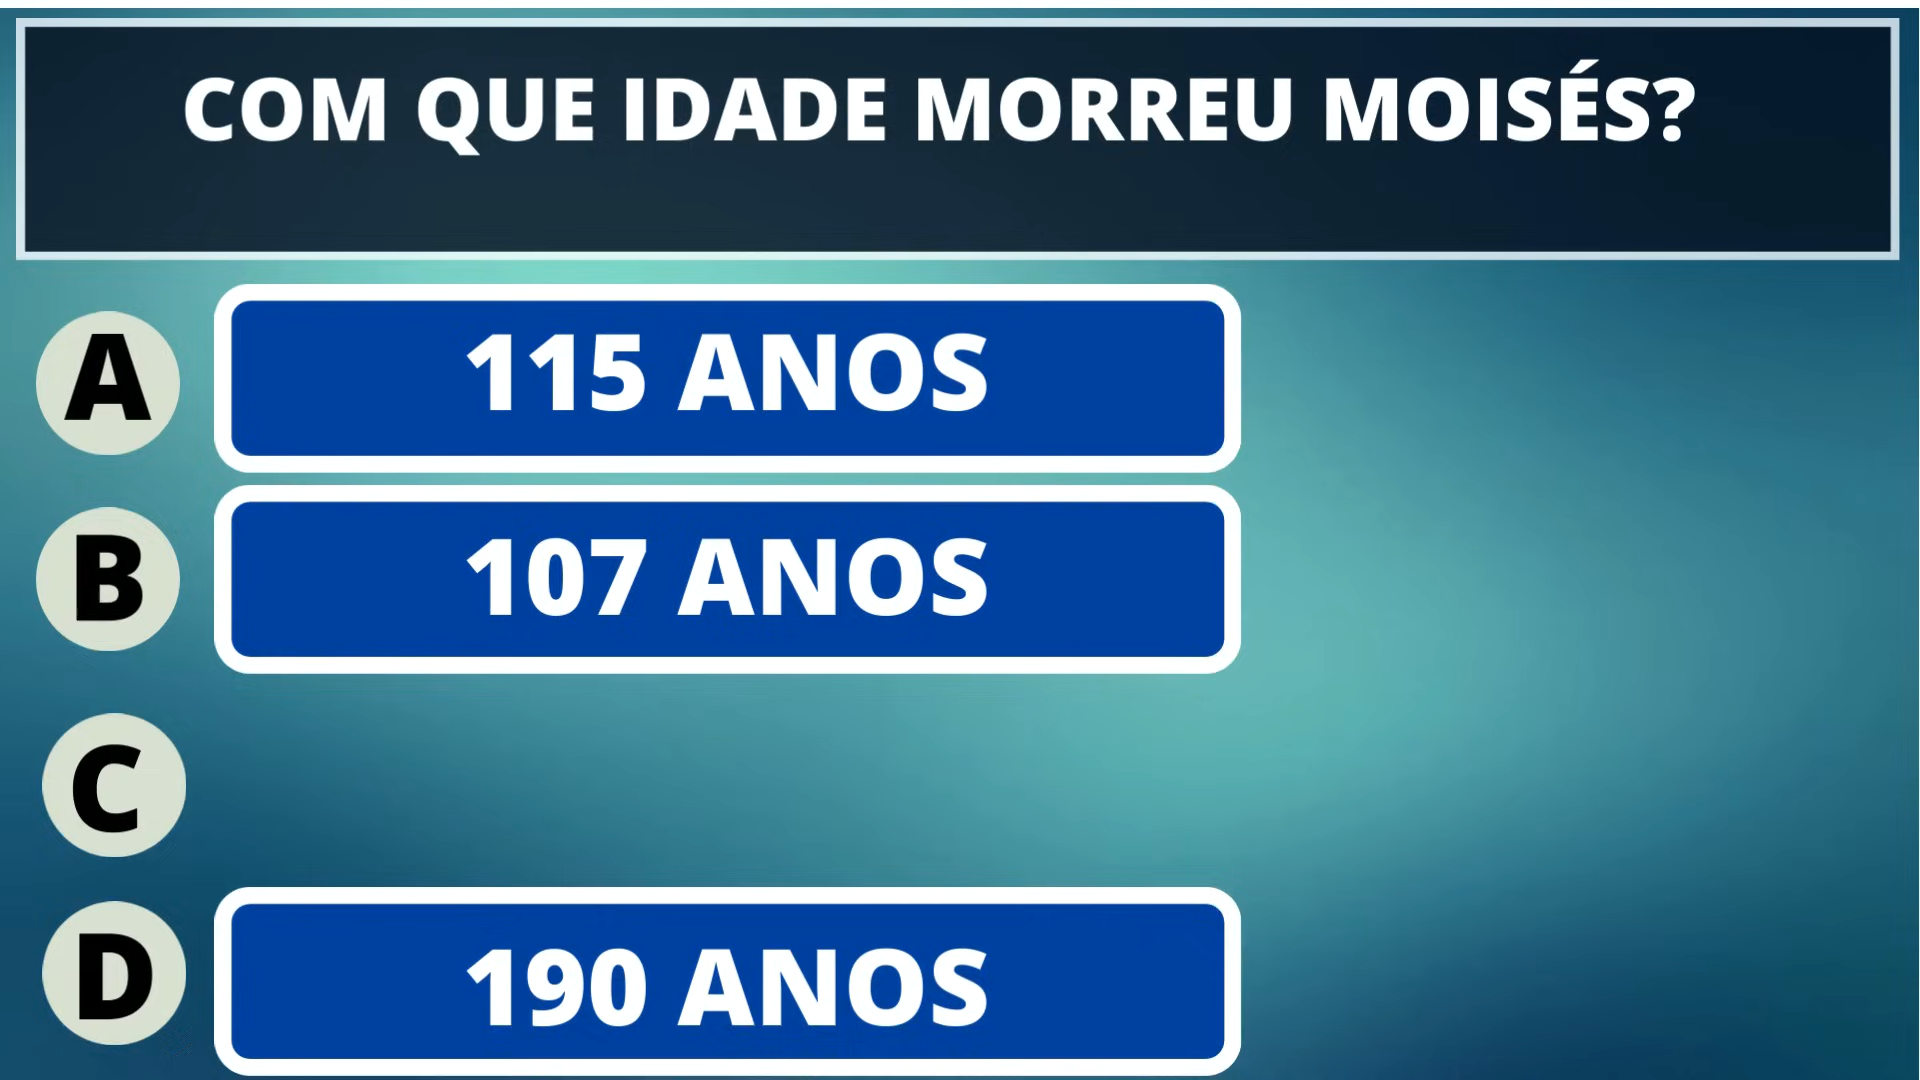 COM QUE IDADE MORREU MOISÉS?
A 115 ANOS
B 107 ANOS
C
D 190 ANOS